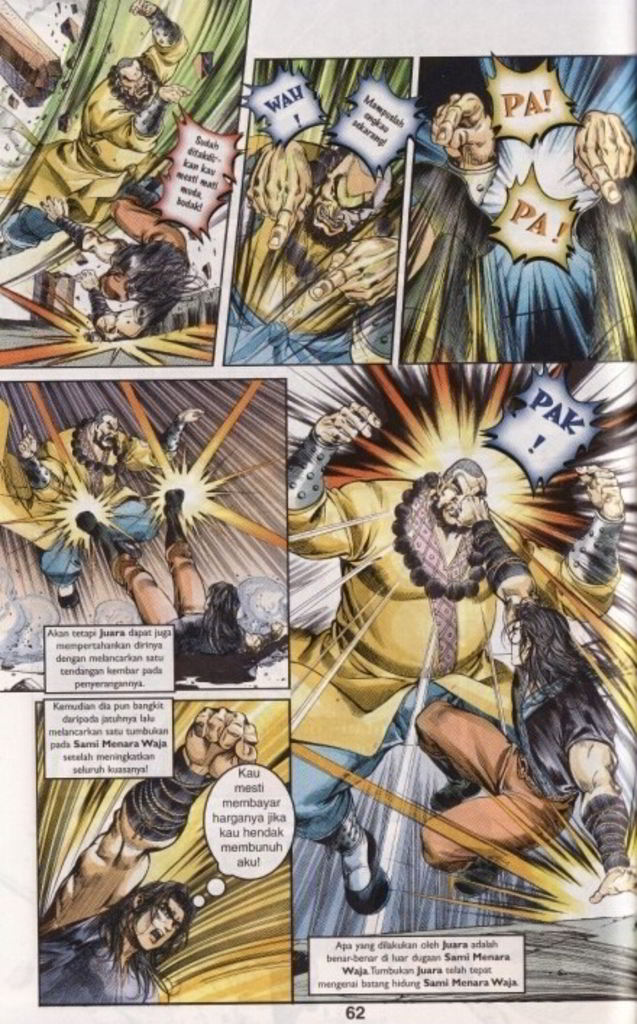 Sudah
ditakdir-
kan kamu
mesti mati
muda,
budak!
WAH
!
Mampuslah
engkau
sekarang!
PA!
PA!
Akan tetapi Juara dapat juga
mempertahankan dirinya
dengan melancarkan satu
tendangan kembar pada
penyerangannya.
PAK
!
Kemudian dia pun bangkit
daripada jatuhnya lalu
melancarkan satu tumbukan
pada Sami Menara Waja
setelah meningkatkan
seluruh kuasanya!
Kau
mesti
membayar
harganya jika
kau hendak
membunuh
aku!
Apa yang dilakukan oleh Juara adalah
benar-benar di luar dugaan Sami Menara
Waja.Tumbukan Juara telah tepat
mengenai batang hidung Sami Menara Waja.
62